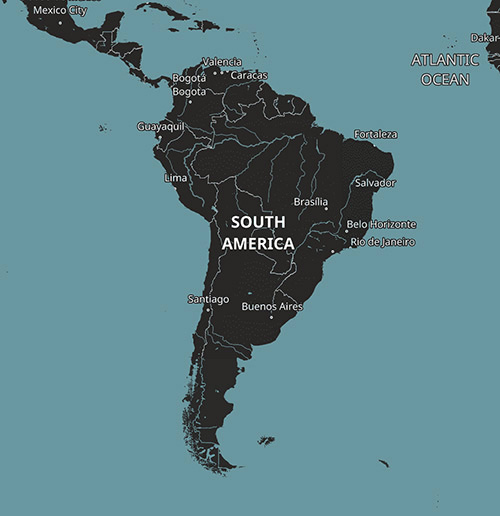 Mexico City
Dakar
ATLANTIC
OCEAN
Valencia
Caracas
Bogotá
Bogota
Guayaquil
Fortaleza
Lima
Salvador
Brasília
SOUTH
AMERICA
Belo Horizonte
Rio de Janeiro
Santiago
Buenos Aires